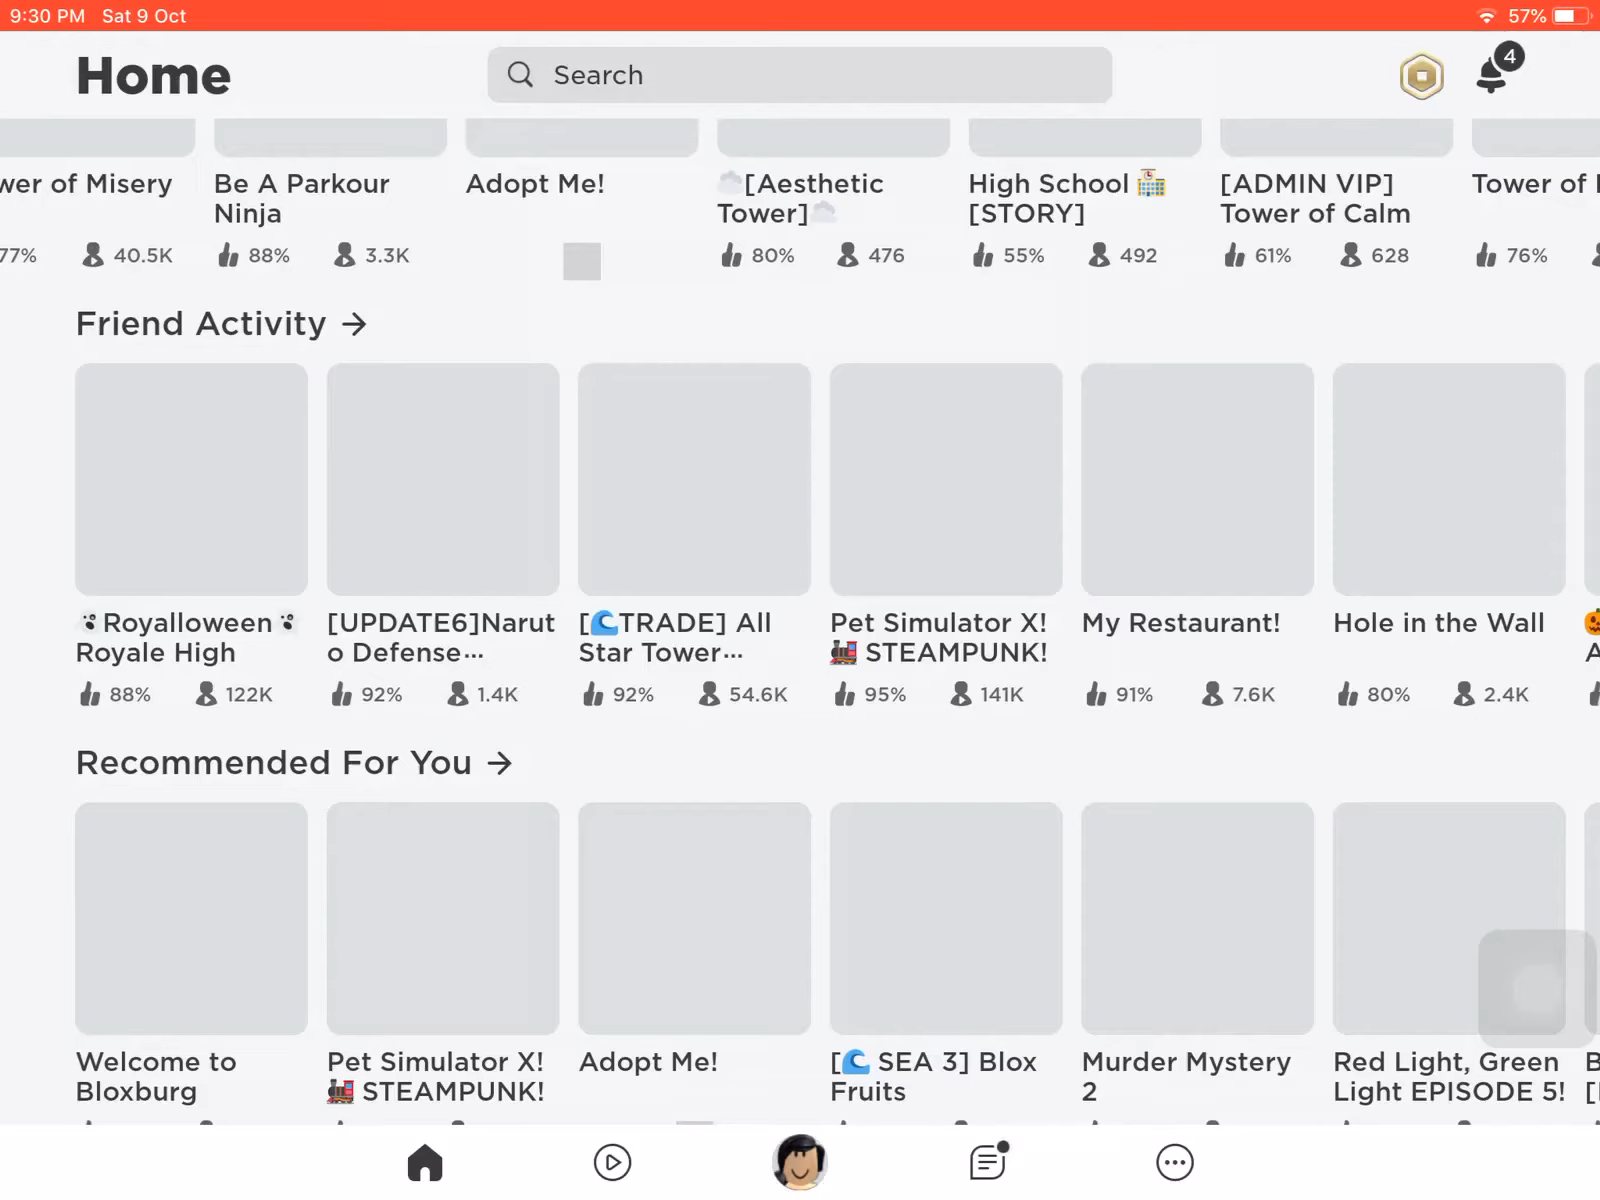 9:30 PM Sat 9 Oct 57%
Home Search 4
wer of Misery Be A Parkour Adopt Me! [Aesthetic High School [ADMIN VIP] Tower of
Ninja Tower] [STORY] Tower of Calm
77% 40.5K 88% 3.3K 80% 476 55% 492 61% 628 76%
Friend Activity →
Royalloween [UPDATE6]Narut [🌊TRADE] All Pet Simulator X! My Restaurant! Hole in the Wall
Royale High o Defense... Star Tower... 🚂 STEAMPUNK! A
88% 122K 92% 1.4K 92% 54.6K 95% 141K 91% 7.6K 80% 2.4K
Recommended For You →
Welcome to Pet Simulator X! Adopt Me! [🌊 SEA 3] Blox Murder Mystery Red Light, Green
Bloxburg 🚂 STEAMPUNK! Fruits 2 Light EPISODE 5! [